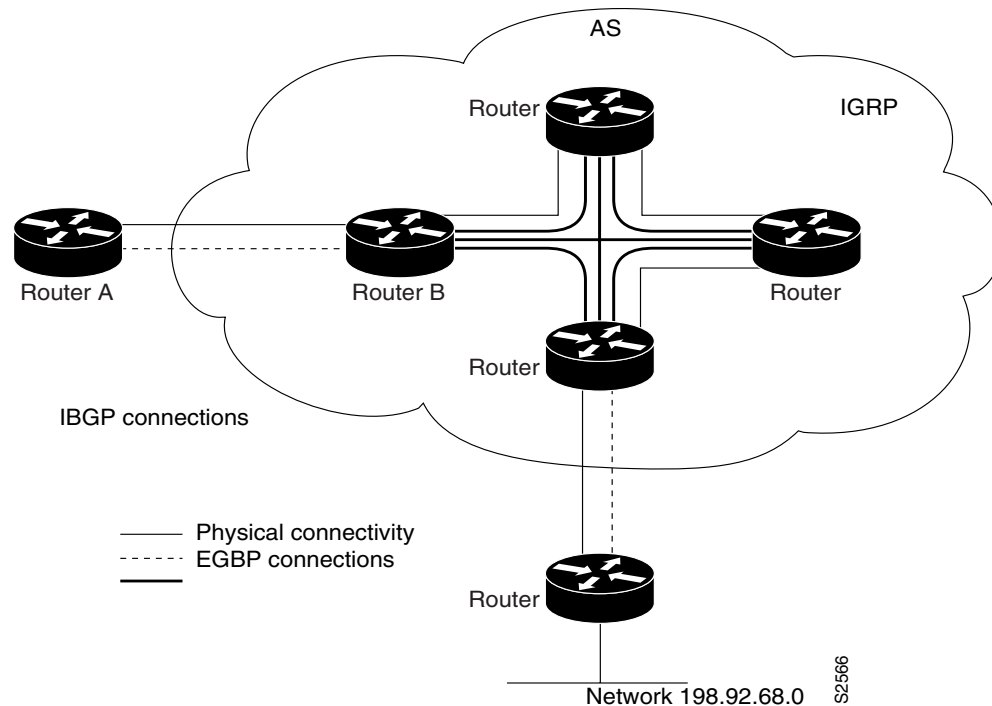 AS
Router
IGRP
Router A
Router B
Router
Router
IBGP connections
Physical connectivity
EGBP connections
Router
Network 198.92.68.0
S2566